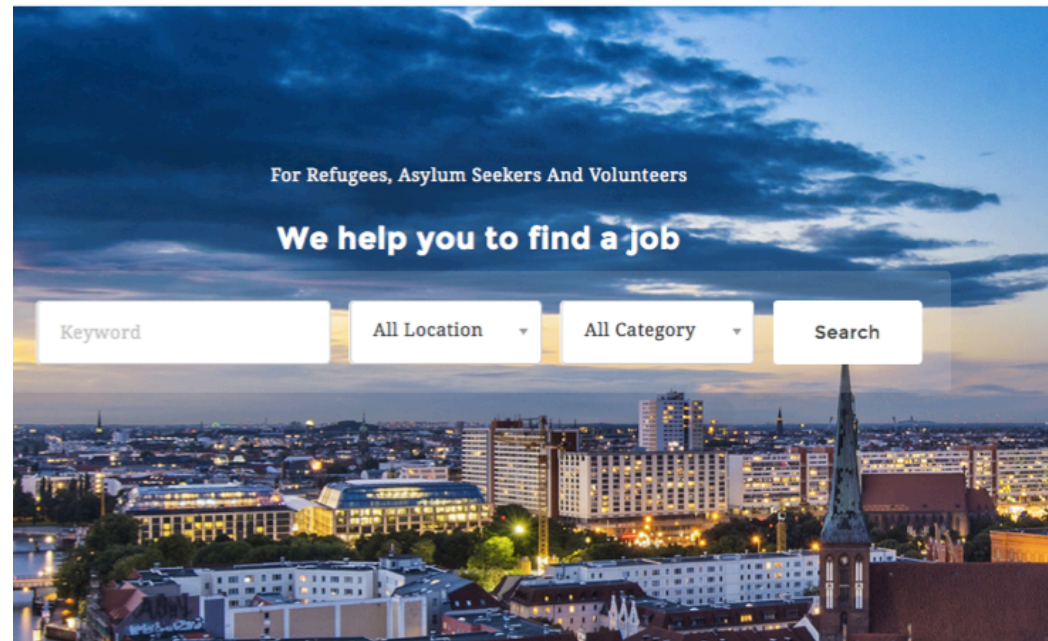 For Refugees, Asylum Seekers And Volunteers
We help you to find a job
Keyword
All Location
All Category
Search